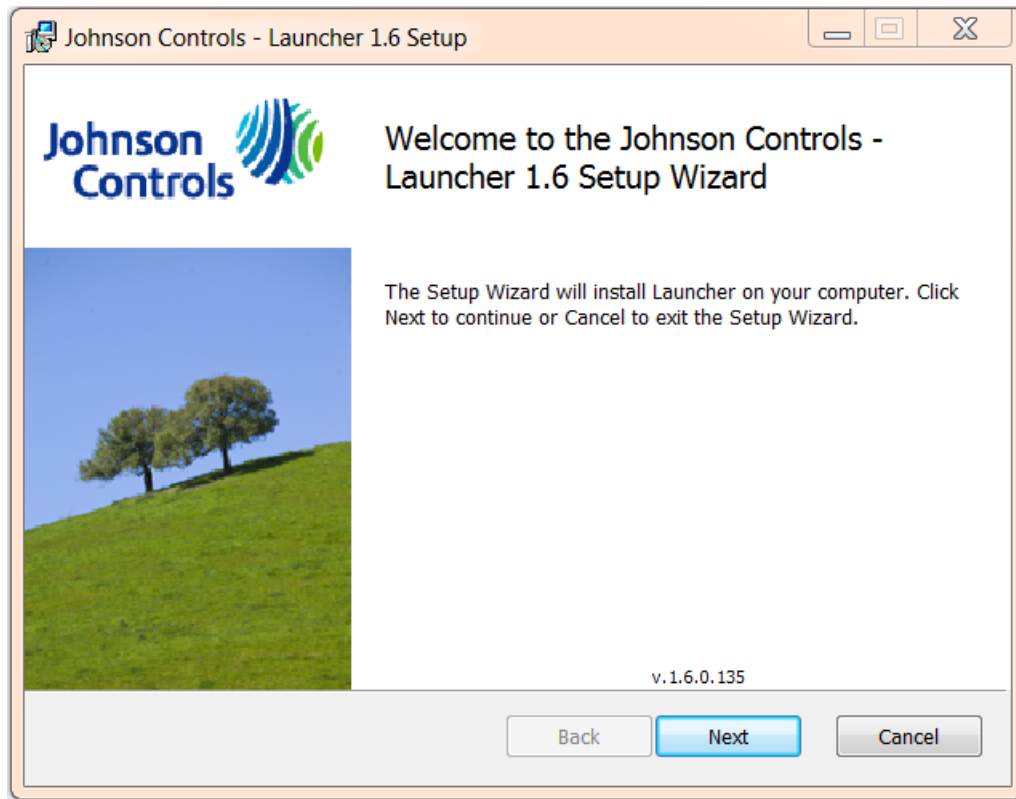 Johnson Controls - Launcher 1.6 Setup
Johnson
Controls
Welcome to the Johnson Controls -
Launcher 1.6 Setup Wizard
The Setup Wizard will install Launcher on your computer. Click
Next to continue or Cancel to exit the Setup Wizard.
v.1.6.0.135
Back Next Cancel